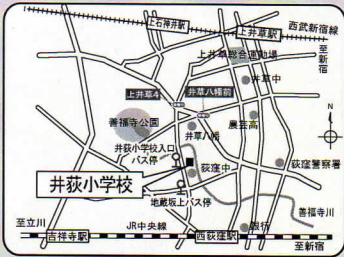 上石神井駅
上井草駅
西武新宿線
至新宿
上井草総合運動場
井草中
上井草4
井草八幡前
N
善福寺公園
農芸高
井草八幡
井荻小学校入口
バス停
荻窪中
荻窪警察署
井荻小学校
地蔵坂上バス停
善福寺川
至立川
JR中央線
銀行
吉祥寺駅
西荻窪駅
至新宿